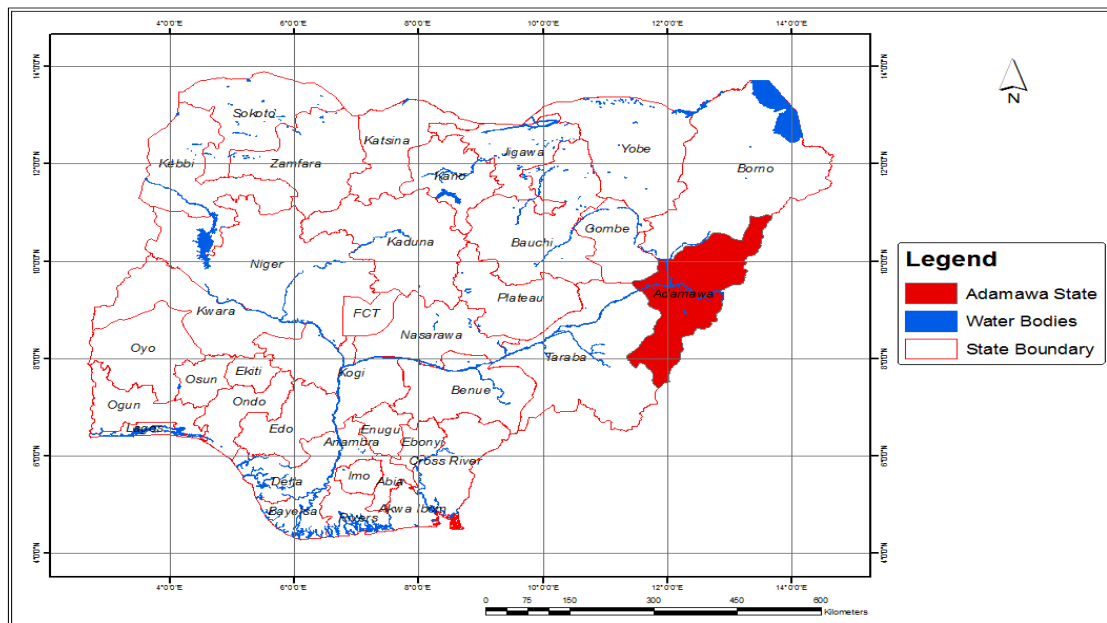 4°0'0"E 6°0'0"E 8°0'0"E 10°0'0"E 12°0'0"E 14°0'0"E
14°0'0"N 14°0'0"N
N
Sokoto
Katsina
Kebbi Zamfara Jigawa Yobe
Kano Borno
12°0'0"N 12°0'0"N
Kaduna Bauchi Gombe
Niger
10°0'0"N 10°0'0"N
Legend
Adamawa State
Water Bodies
State Boundary
Kwara FCT Plateau Adamawa
Nasarawa
Oyo Taraba
8°0'0"N 8°0'0"N
Osun Ekiti Kogi Benue
Ogun Ondo
Lagos Edo Enugu
Anambra Ebonyi
Cross River
6°0'0"N 6°0'0"N
Delta Imo Abia
Bayelsa Rivers Akwa Ibom
4°0'0"N 4°0'0"N
4°0'0"E 6°0'0"E 8°0'0"E 10°0'0"E 12°0'0"E 14°0'0"E
0 75 150 300 450 600
Kilometers